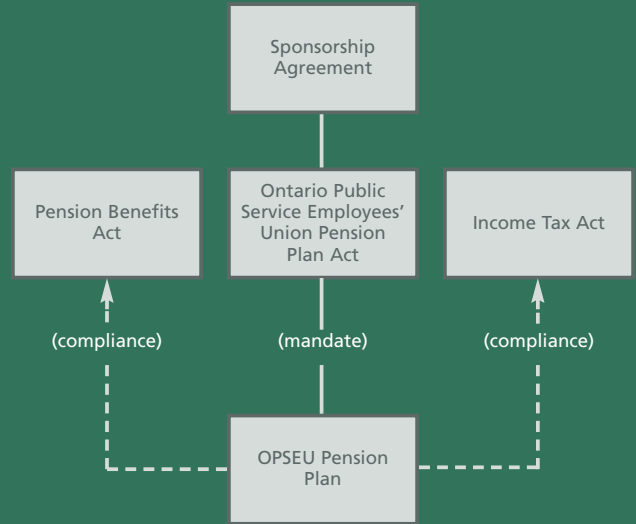 Sponsorship
Agreement
Pension Benefits
Act
Ontario Public
Service Employees’
Union Pension
Plan Act
Income Tax Act
(compliance)
(mandate)
(compliance)
OPSEU Pension
Plan